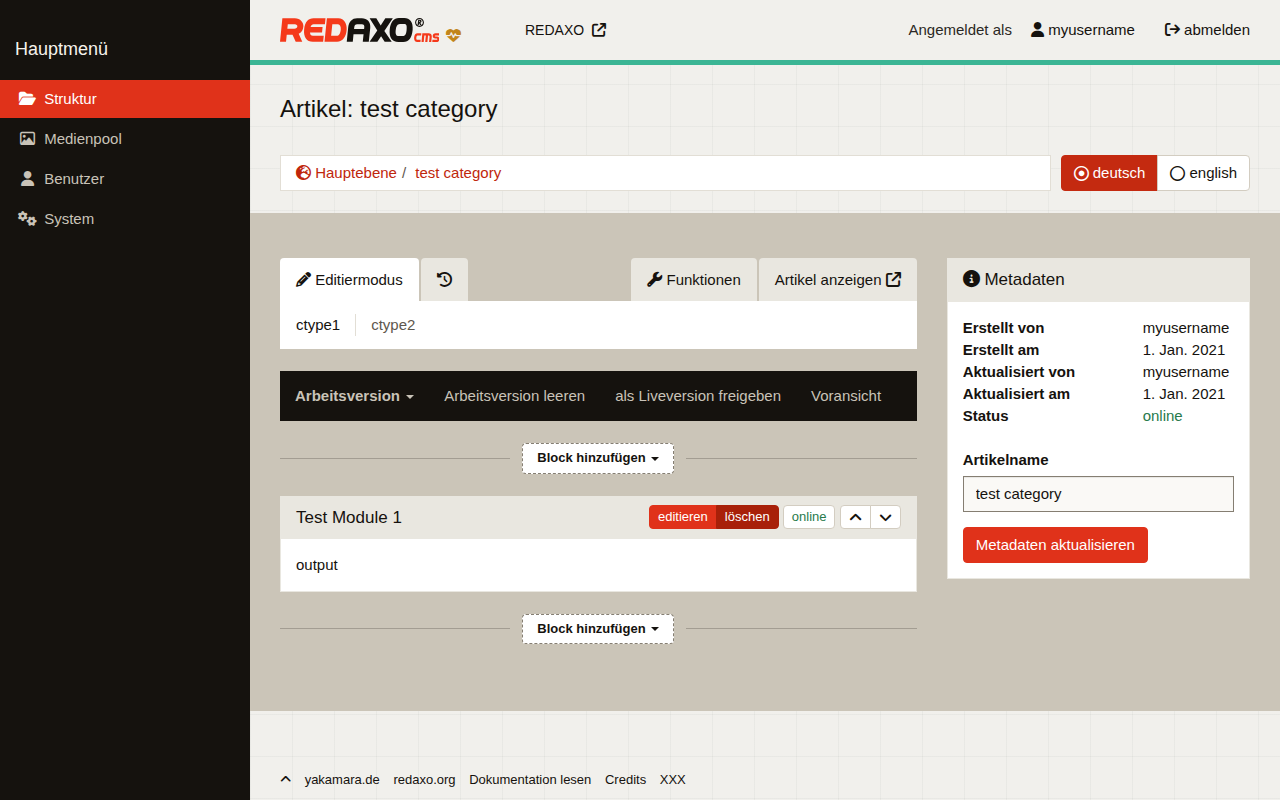 Hauptmenü
Struktur
Medienpool
Benutzer
System
REDAXO® cms
REDAXO
Angemeldet als myusername abmelden
Artikel: test category
Hauptebene / test category
deutsch english
Editiermodus
Funktionen Artikel anzeigen
ctype1 ctype2
Arbeitsversion Arbeitsversion leeren als Liveversion freigeben Voransicht
Block hinzufügen
Test Module 1 editieren löschen online
output
Block hinzufügen
Metadaten
Erstellt von myusername
Erstellt am 1. Jan. 2021
Aktualisiert von myusername
Aktualisiert am 1. Jan. 2021
Status online
Artikelname
test category
Metadaten aktualisieren
yakamara.de redaxo.org Dokumentation lesen Credits XXX